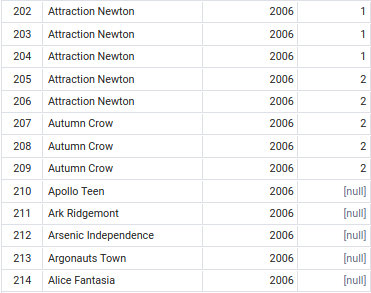 202 Attraction Newton 2006 1
203 Attraction Newton 2006 1
204 Attraction Newton 2006 1
205 Attraction Newton 2006 2
206 Attraction Newton 2006 2
207 Autumn Crow 2006 2
208 Autumn Crow 2006 2
209 Autumn Crow 2006 2
210 Apollo Teen 2006 [null]
211 Ark Ridgemont 2006 [null]
212 Arsenic Independence 2006 [null]
213 Argonauts Town 2006 [null]
214 Alice Fantasia 2006 [null]